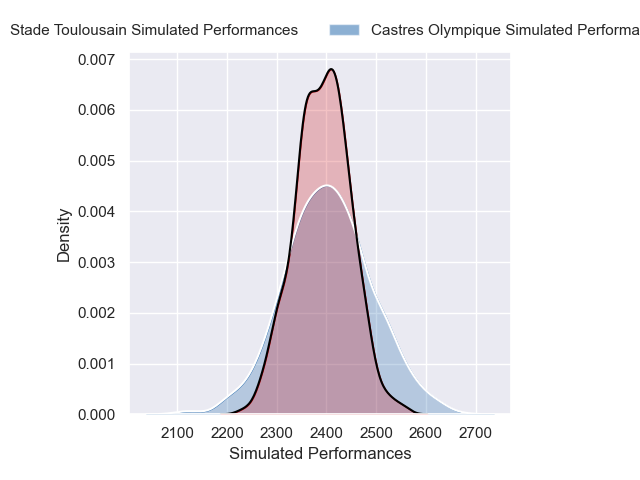 Stade Toulousain Simulated Performances Castres Olympique Simulated Performa
0.007
0.006
0.005
0.004
0.003
0.002
0.001
0.000
Density
2100 2200 2300 2400 2500 2600 2700
Simulated Performances